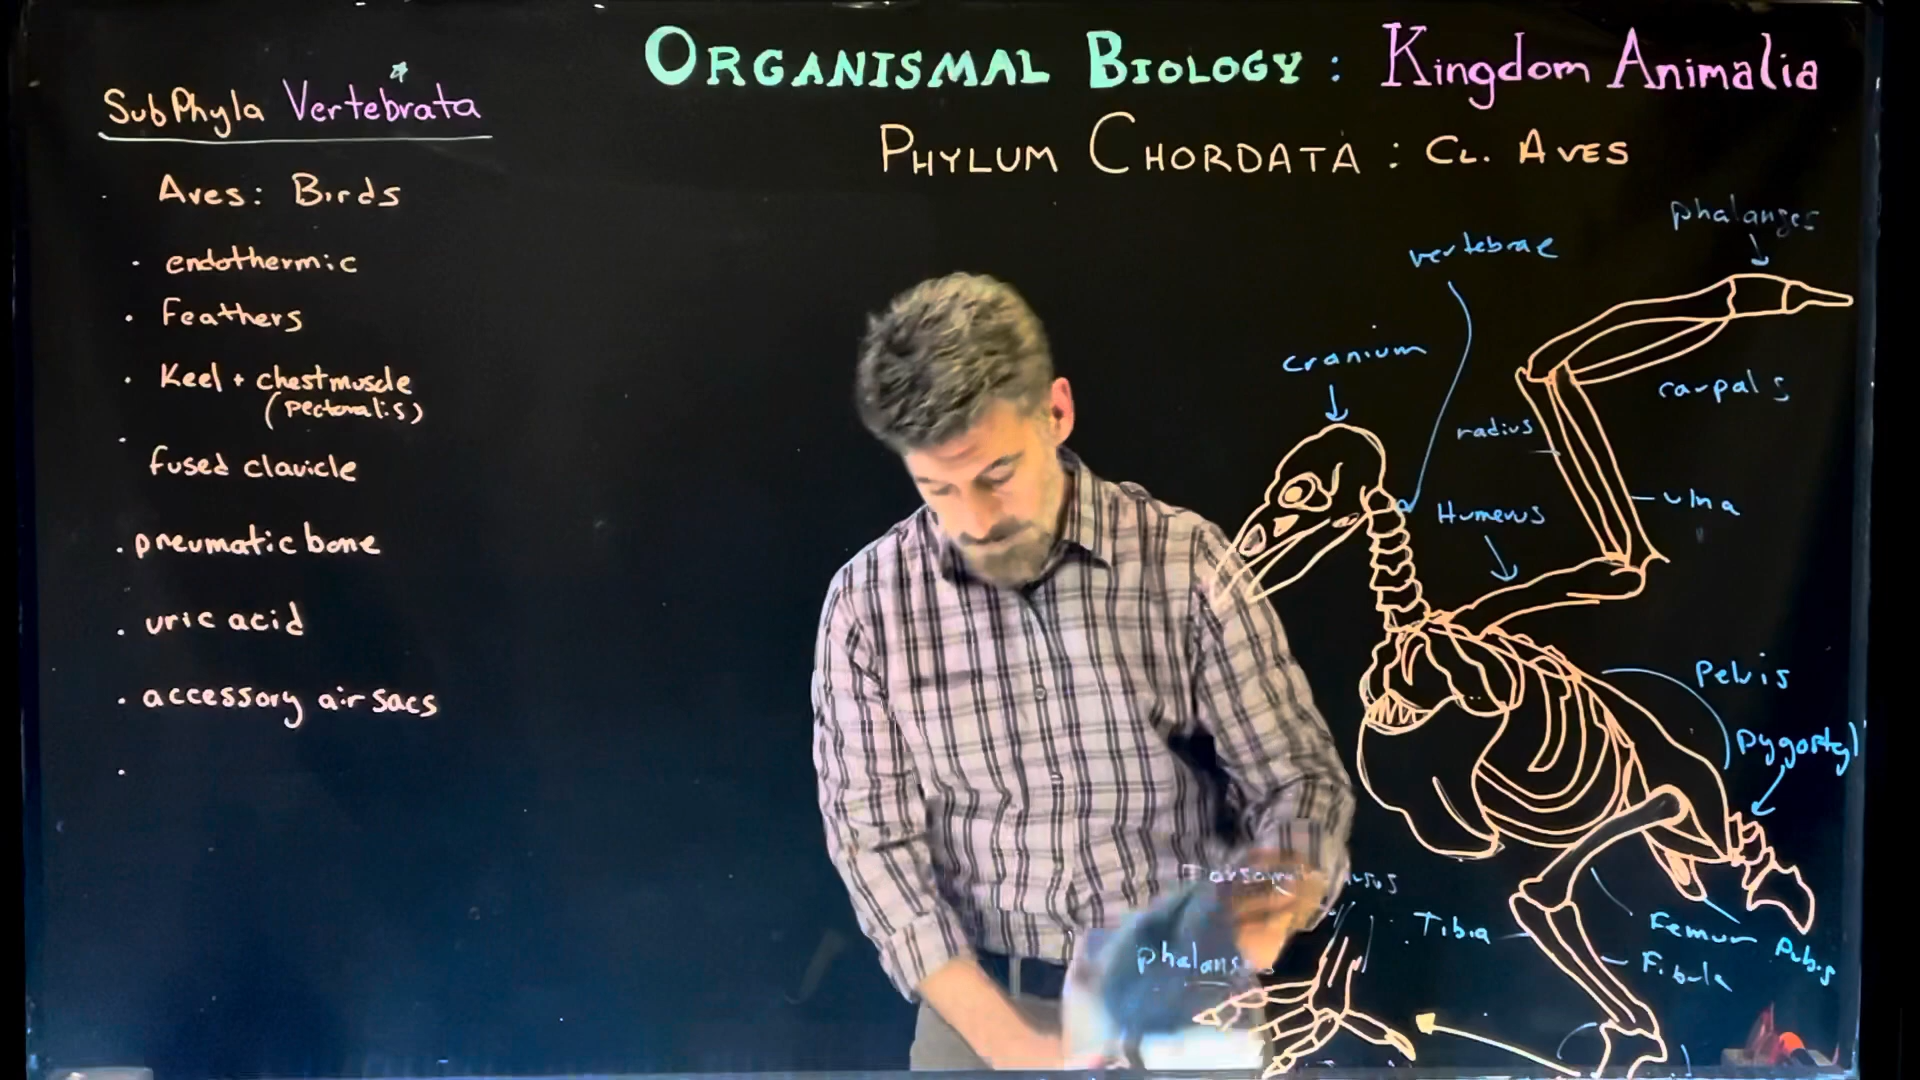 ORGANISMAL BIOLOGY : Kingdom Animalia
PHYLUM CHORDATA : CL. AVES
SubPhyla Vertebrata
Aves: Birds
endothermic
Feathers
Keel + chest muscle
(pectoralis)
fused clavicle
pneumatic bone
uric acid
accessory air sacs
phalanges
vertebrae
cranium
carpals
radius
ulna
Humerus
Pelvis
pygostyl
Tibia
Femur
Pubis
Fibula
phalanges